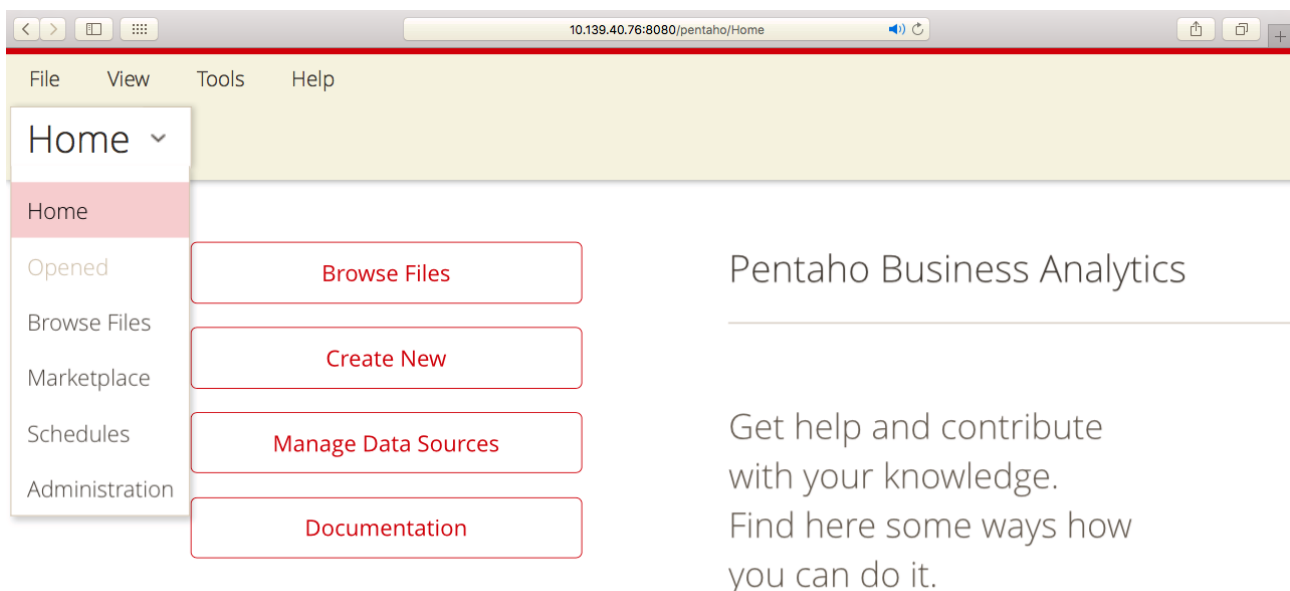 10.139.40.76:8080/pentaho/Home
File View Tools Help
Home
Home
Opened
Browse Files
Marketplace
Schedules
Administration
Browse Files
Create New
Manage Data Sources
Documentation
Pentaho Business Analytics
Get help and contribute
with your knowledge.
Find here some ways how
you can do it.